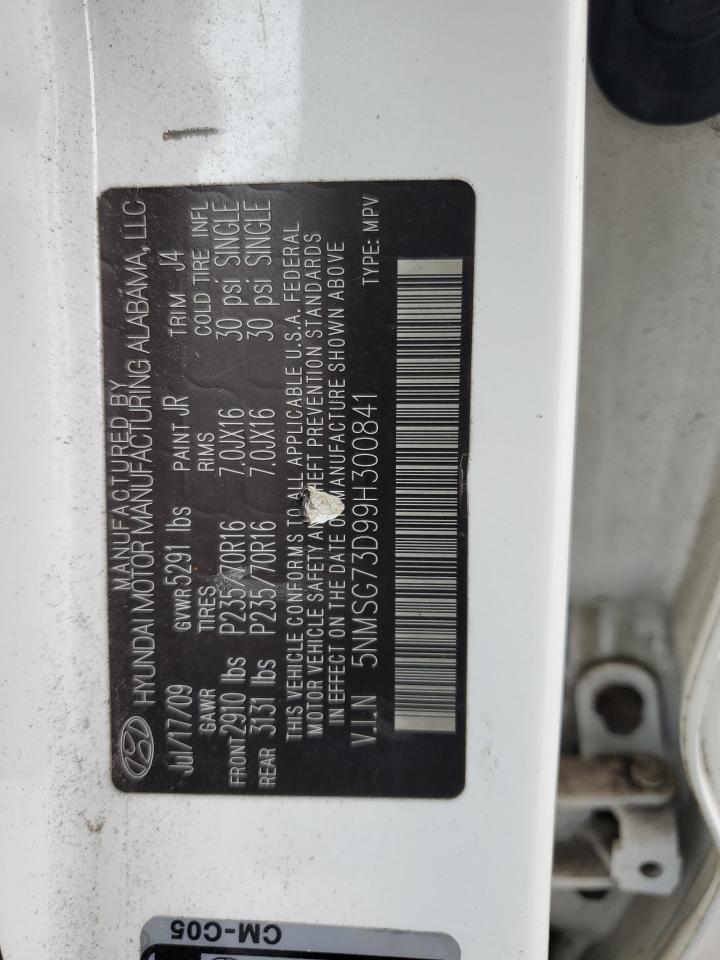 MANUFACTURED BY
HYUNDAI MOTOR MANUFACTURING ALABAMA, LLC
Jul/17/09 GVWR 5291 lbs PAINT JR TRIM J4
GAWR TIRES RIMS COLD TIRE INFL
FRONT 2910 lbs P235/70R16 7.0JX16 30 psi SINGLE
REAR 3131 lbs P235/70R16 7.0JX16 30 psi SINGLE
THIS VEHICLE CONFORMS TO ALL APPLICABLE U.S.A. FEDERAL
MOTOR VEHICLE SAFETY AND THEFT PREVENTION STANDARDS
IN EFFECT ON THE DATE OF MANUFACTURE SHOWN ABOVE
V.I.N 5NMSG73D99H300841 TYPE: MPV
CM-C05